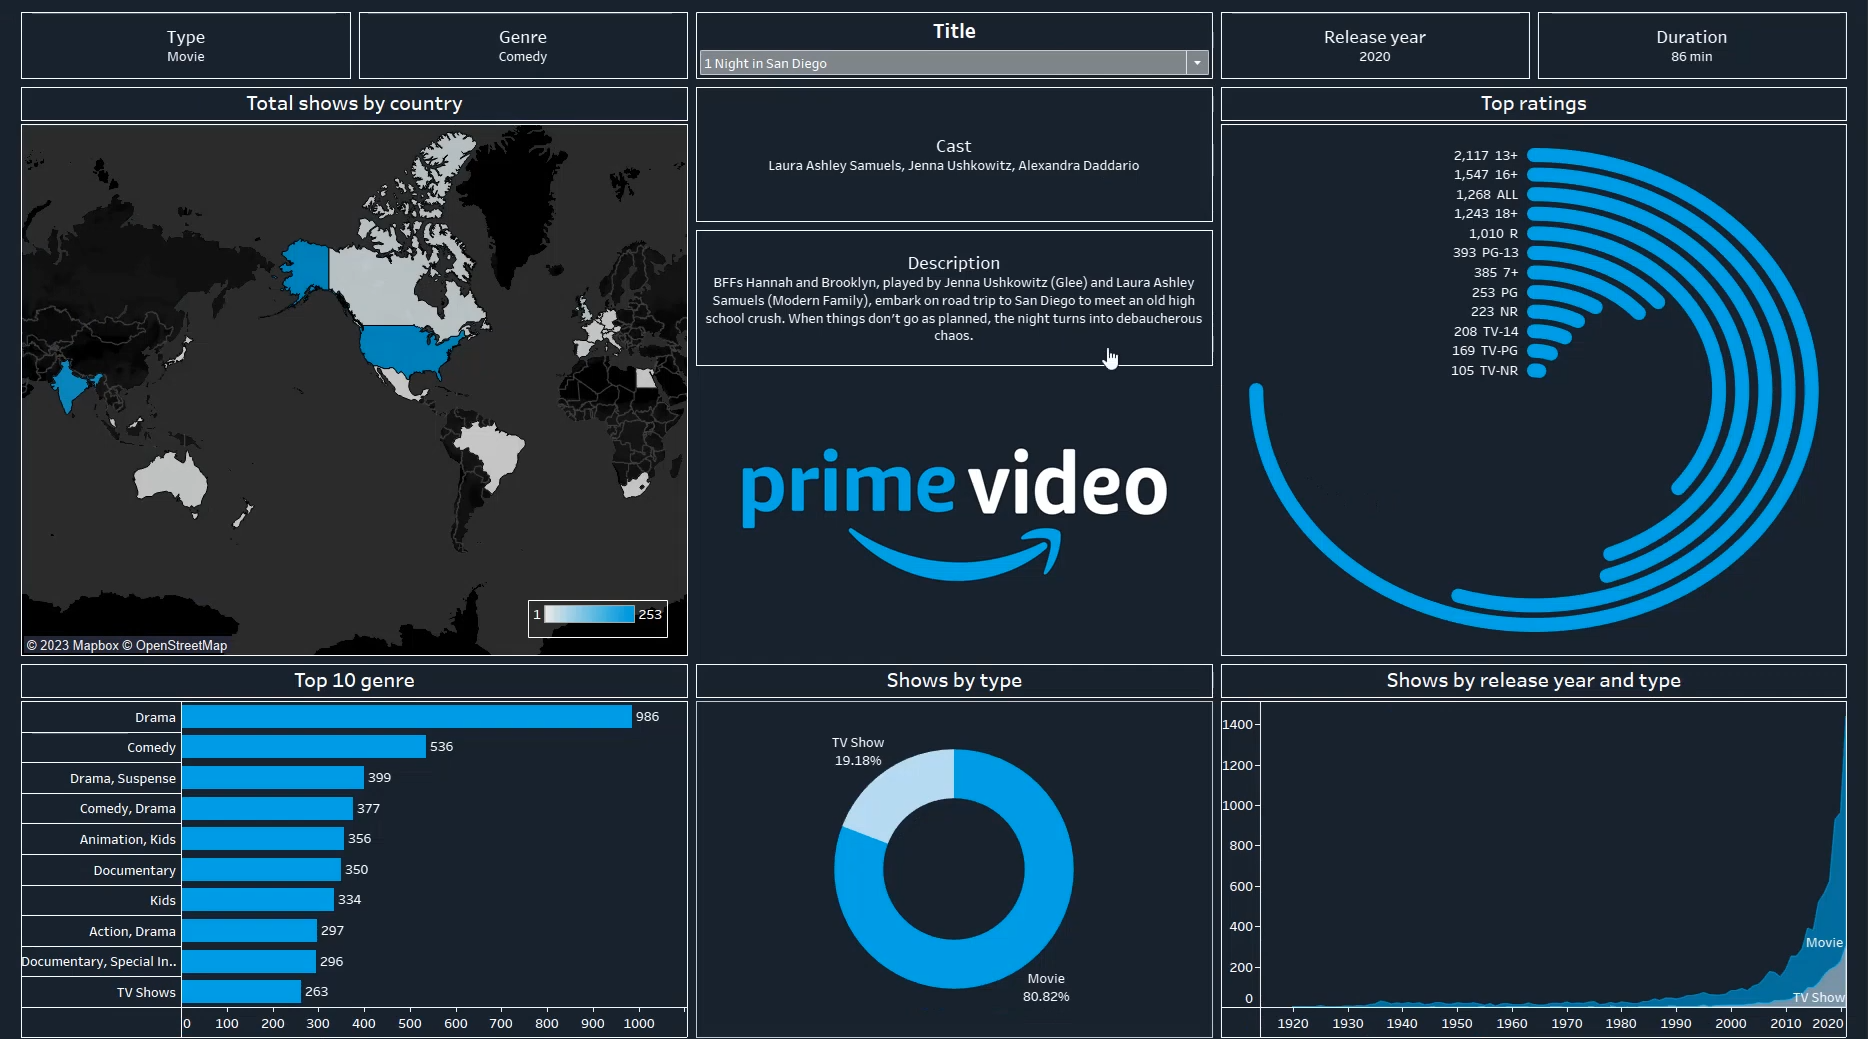 Type
Movie
Genre
Comedy
Title
1 Night in San Diego
Release year
2020
Duration
86 min
Total shows by country
© 2023 Mapbox © OpenStreetMap
1
253
Cast
Laura Ashley Samuels, Jenna Ushkowitz, Alexandra Daddario
Description
BFFs Hannah and Brooklyn, played by Jenna Ushkowitz (Glee) and Laura Ashley
Samuels (Modern Family), embark on road trip to San Diego to meet an old high
school crush. When things don't go as planned, the night turns into debaucherous
chaos.
prime video
Top ratings
2,117 13+
1,547 16+
1,268 ALL
1,243 18+
1,010 R
393 PG-13
385 7+
253 PG
223 NR
208 TV-14
169 TV-PG
105 TV-NR
Top 10 genre
Drama 986
Comedy 536
Drama, Suspense 399
Comedy, Drama 377
Animation, Kids 356
Documentary 350
Kids 334
Action, Drama 297
Documentary, Special In.. 296
TV Shows 263
0 100 200 300 400 500 600 700 800 900 1000
Shows by type
TV Show
19.18%
Movie
80.82%
Shows by release year and type
1400
1200
1000
800
600
400
200
0
Movie
TV Show
1920 1930 1940 1950 1960 1970 1980 1990 2000 2010 2020